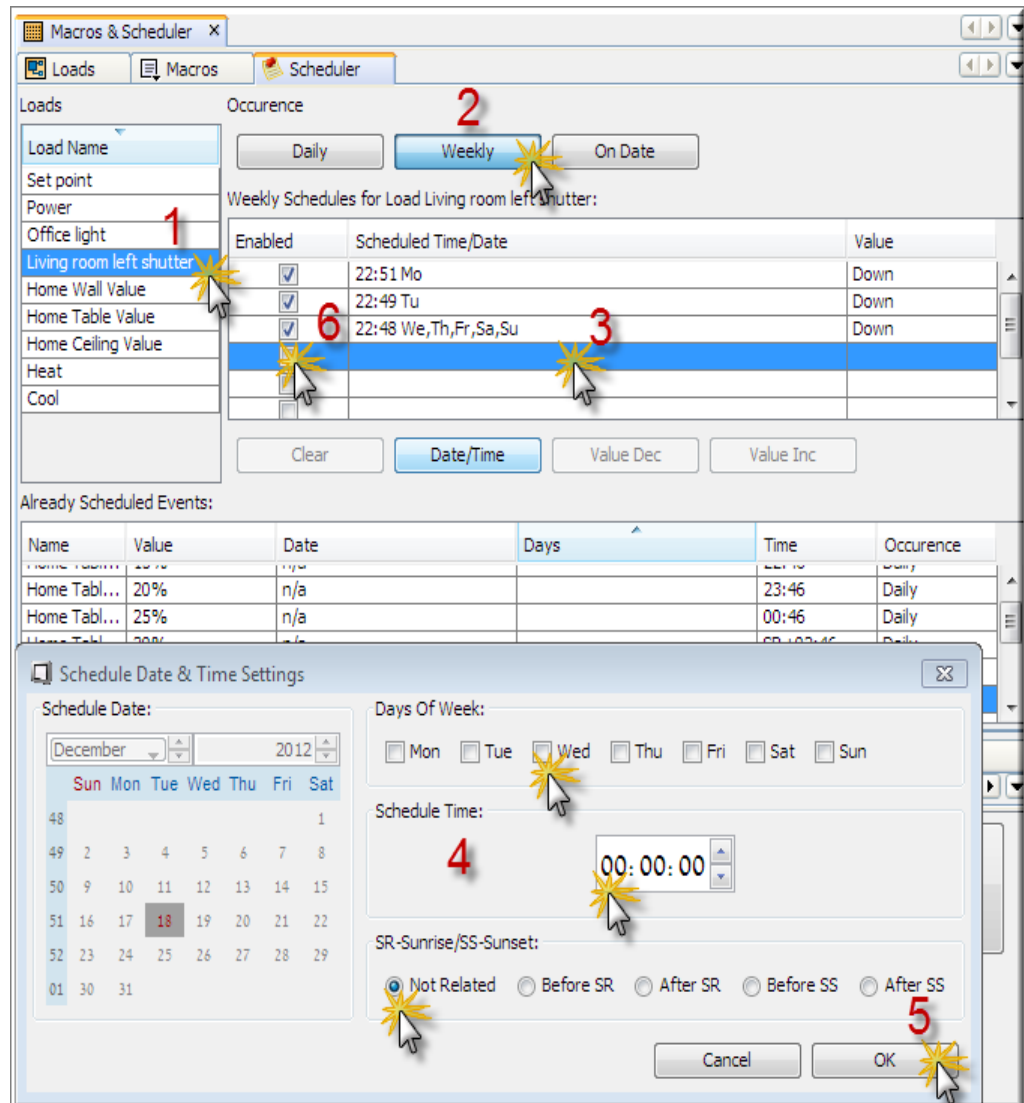 Macros & Scheduler
Loads Macros Scheduler
Loads Occurence
2
Load Name Daily Weekly On Date
Set point
Power Weekly Schedules for Load Living room left shutter:
1
Office light Enabled Scheduled Time/Date Value
Living room left shutter 22:51 Mo Down
Home Wall Value 22:49 Tu Down
Home Table Value 22:48 We,Th,Fr,Sa,Su Down
6 3
Home Ceiling Value
Heat
Cool
Clear Date/Time Value Dec Value Inc
Already Scheduled Events:
Name Value Date Days Time Occurence
Home Tabl... 20% n/a 23:46 Daily
Home Tabl... 25% n/a 00:46 Daily
Schedule Date & Time Settings
Schedule Date: Days Of Week:
December 2012 Mon Tue Wed Thu Fri Sat Sun
Sun Mon Tue Wed Thu Fri Sat
48 1 Schedule Time:
49 2 3 4 5 6 7 8
4 00:00:00
50 9 10 11 12 13 14 15
51 16 17 18 19 20 21 22
52 23 24 25 26 27 28 29 SR-Sunrise/SS-Sunset:
01 30 31 Not Related Before SR After SR Before SS After SS
5
Cancel OK